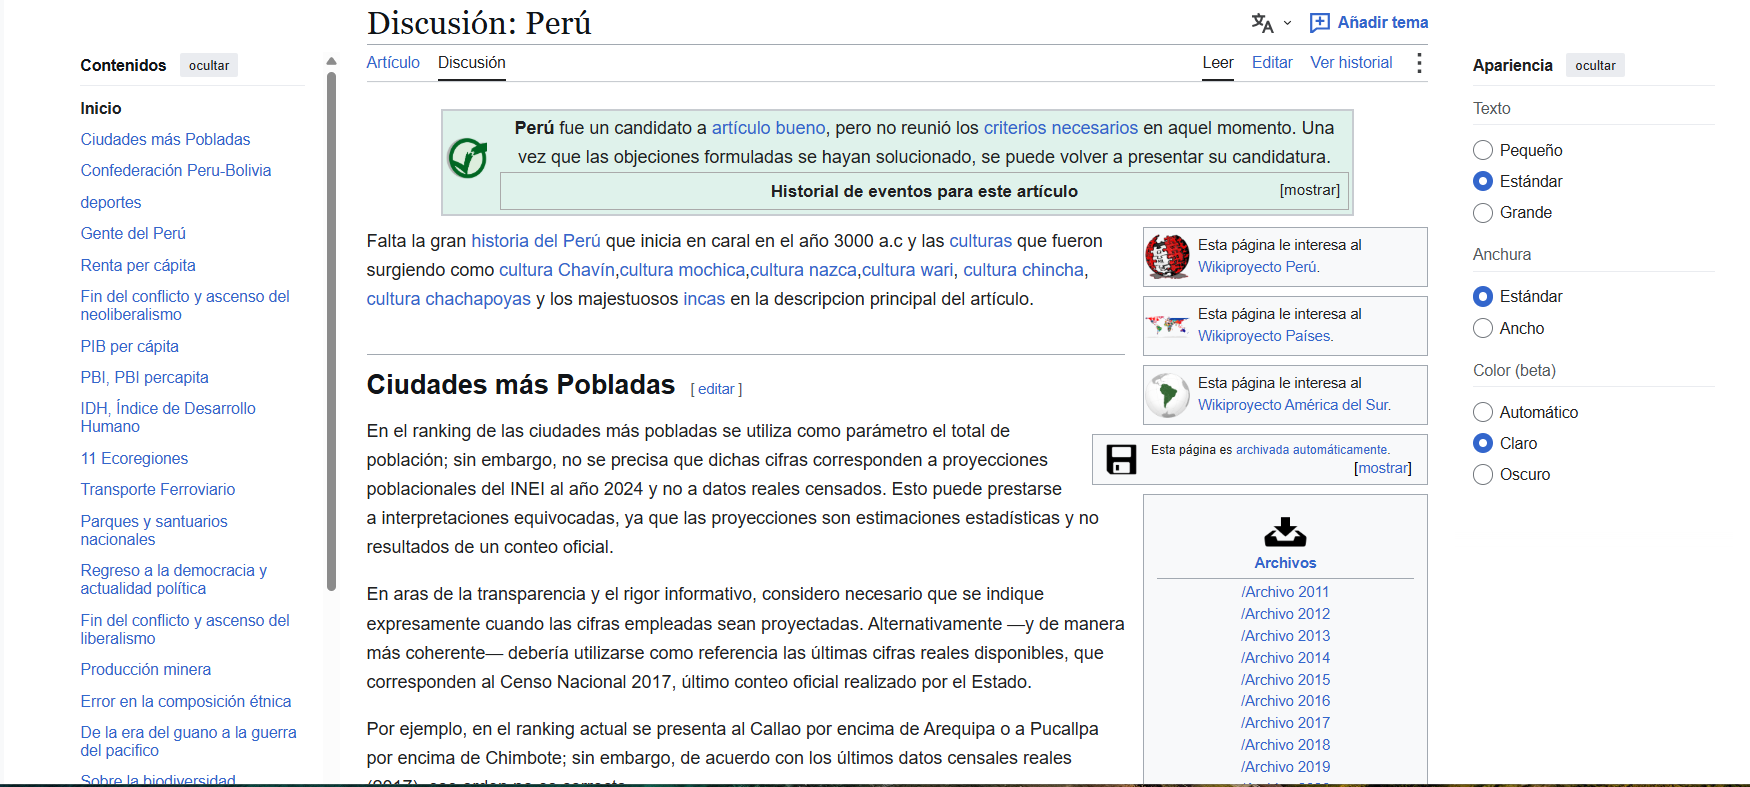 Discusión: Perú
Añadir tema
Artículo Discusión
Leer Editar Ver historial
Contenidos ocultar
Inicio
Ciudades más Pobladas
Confederación Peru-Bolivia
deportes
Gente del Perú
Renta per cápita
Fin del conflicto y ascenso del
neoliberalismo
PIB per cápita
PBI, PBI percapita
IDH, Índice de Desarrollo
Humano
11 Ecoregiones
Transporte Ferroviario
Parques y santuarios
nacionales
Regreso a la democracia y
actualidad política
Fin del conflicto y ascenso del
liberalismo
Producción minera
Error en la composición étnica
De la era del guano a la guerra
del pacifico
Sobre la biodiversidad
Perú fue un candidato a artículo bueno, pero no reunió los criterios necesarios en aquel momento. Una
vez que las objeciones formuladas se hayan solucionado, se puede volver a presentar su candidatura.
Historial de eventos para este artículo [mostrar]
Falta la gran historia del Perú que inicia en caral en el año 3000 a.c y las culturas que fueron
surgiendo como cultura Chavín,cultura mochica,cultura nazca,cultura wari, cultura chincha,
cultura chachapoyas y los majestuosos incas en la descripcion principal del artículo.
Ciudades más Pobladas [ editar ]
En el ranking de las ciudades más pobladas se utiliza como parámetro el total de
población; sin embargo, no se precisa que dichas cifras corresponden a proyecciones
poblacionales del INEI al año 2024 y no a datos reales censados. Esto puede prestarse
a interpretaciones equivocadas, ya que las proyecciones son estimaciones estadísticas y no
resultados de un conteo oficial.
En aras de la transparencia y el rigor informativo, considero necesario que se indique
expresamente cuando las cifras empleadas sean proyectadas. Alternativamente —y de manera
más coherente— debería utilizarse como referencia las últimas cifras reales disponibles, que
corresponden al Censo Nacional 2017, último conteo oficial realizado por el Estado.
Por ejemplo, en el ranking actual se presenta al Callao por encima de Arequipa o a Pucallpa
por encima de Chimbote; sin embargo, de acuerdo con los últimos datos censales reales
Esta página le interesa al
Wikiproyecto Perú.
Esta página le interesa al
Wikiproyecto Países.
Esta página le interesa al
Wikiproyecto América del Sur.
Esta página es archivada automáticamente.
[mostrar]
Archivos
/Archivo 2011
/Archivo 2012
/Archivo 2013
/Archivo 2014
/Archivo 2015
/Archivo 2016
/Archivo 2017
/Archivo 2018
/Archivo 2019
Apariencia ocultar
Texto
Pequeño
Estándar
Grande
Anchura
Estándar
Ancho
Color (beta)
Automático
Claro
Oscuro